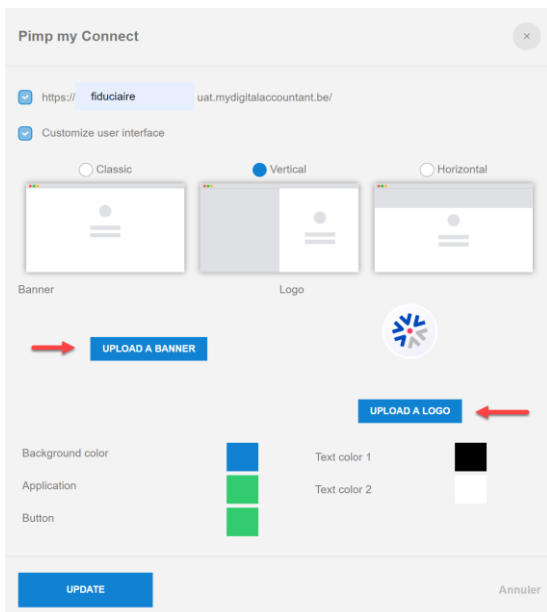 Pimp my Connect
https:// fiduciaire uat.mydigitalaccountant.be/
Customize user interface
Classic Vertical Horizontal
Banner Logo
UPLOAD A BANNER
UPLOAD A LOGO
Background color Text color 1
Application Text color 2
Button
UPDATE Annuler